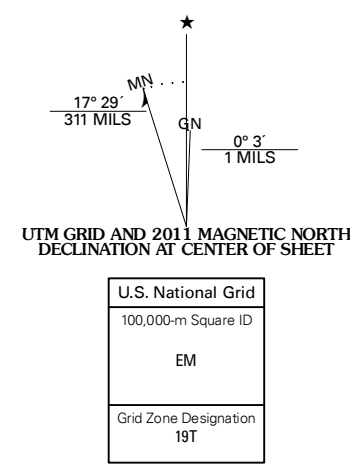 MN
17° 29´
311 MILS
GN
0° 3´
1 MILS
UTM GRID AND 2011 MAGNETIC NORTH
DECLINATION AT CENTER OF SHEET
U.S. National Grid
100,000-m Square ID
EM
Grid Zone Designation
19T